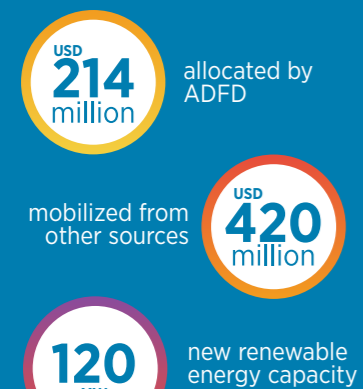 USD
214
million
allocated by
ADFD
mobilized from
other sources
USD
420
million
120
new renewable
energy capacity